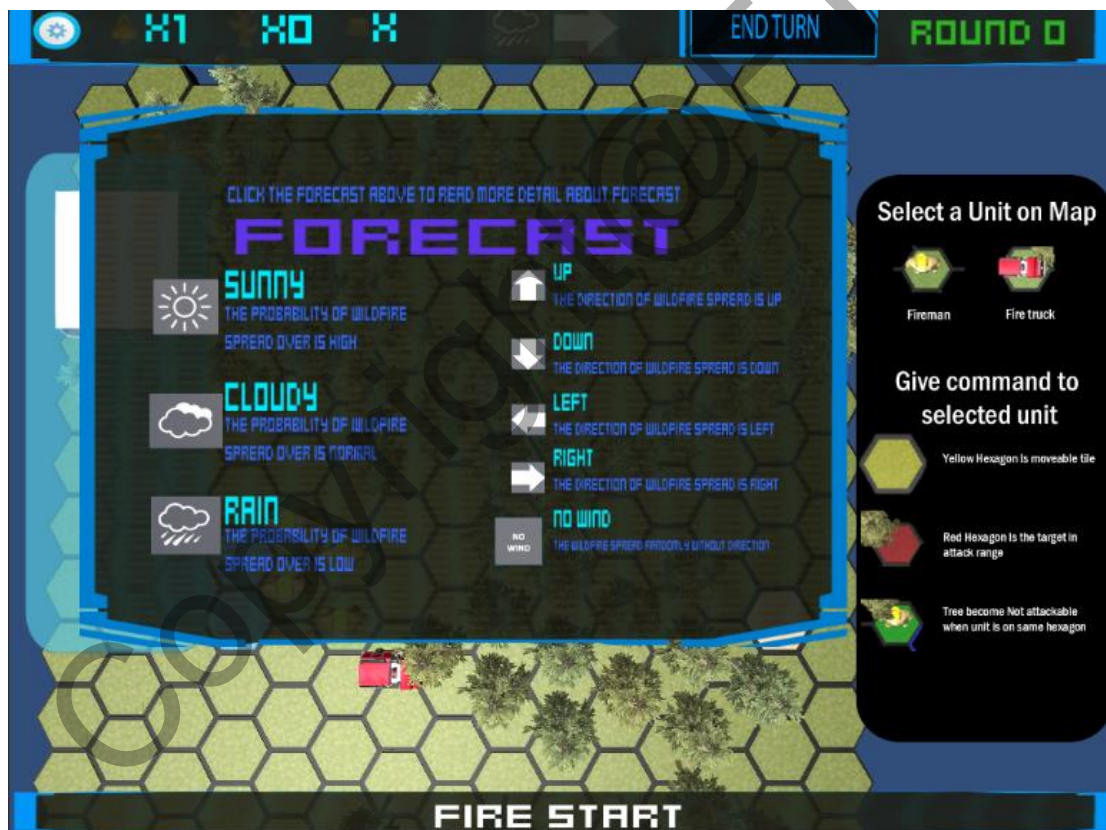 X1 X0 X END TURN ROUND 0
CLICK THE FORECAST ABOVE TO READ MORE DETAIL ABOUT FORECAST
FORECAST
SUNNY
THE PROBABILITY OF WILDFIRE
SPREAD OVER IS HIGH
CLOUDY
THE PROBABILITY OF WILDFIRE
SPREAD OVER IS NORMAL
RAIN
THE PROBABILITY OF WILDFIRE
SPREAD OVER IS LOW
UP
THE DIRECTION OF WILDFIRE SPREAD IS UP
DOWN
THE DIRECTION OF WILDFIRE SPREAD IS DOWN
LEFT
THE DIRECTION OF WILDFIRE SPREAD IS LEFT
RIGHT
THE DIRECTION OF WILDFIRE SPREAD IS RIGHT
NO
WIND
NO WIND
THE WILDFIRE SPREAD RANDOMLY WITHOUT DIRECTION
Select a Unit on Map
Fireman Fire truck
Give command to
selected unit
Yellow Hexagon Is moveable tile
Red Hexagon Is the target in
attack range
Tree become Not attackable
when unit is on same hexagon
FIRE START
Copyright@